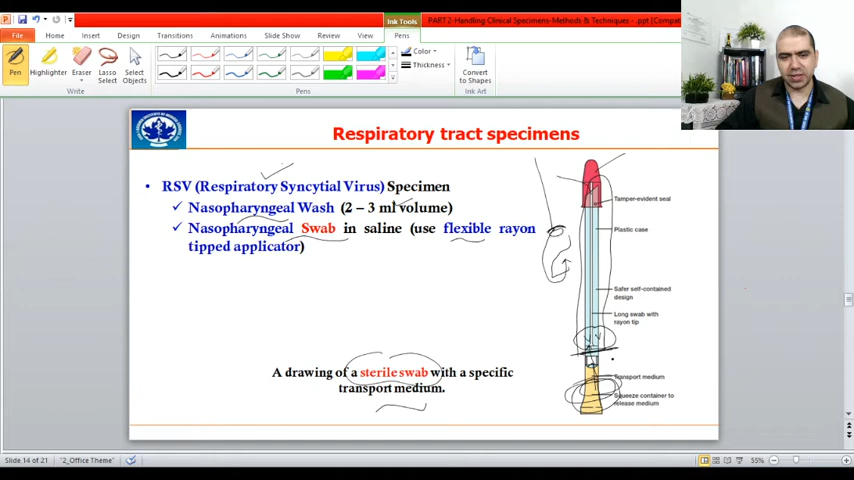 Ink Tools
PART 2-Handling Clinical Specimens-Methods & Techniques - .ppt [Compat
File Home Insert Design Transitions Animations Slide Show Review View Pens
Pen
Highlighter
Eraser
Lasso Select
Select Objects
Color
Thickness
Convert to Shapes
Write
Pens
Ink Art
Respiratory tract specimens
• RSV (Respiratory Syncytial Virus) Specimen
✓ Nasopharyngeal Wash (2 – 3 ml volume)
✓ Nasopharyngeal Swab in saline (use flexible rayon
tipped applicator)
Tamper-evident seal
Plastic case
Safer self-contained
design
Long swab with
rayon tip
Transport medium
Squeeze container to
release medium
A drawing of a sterile swab with a specific
transport medium.
Slide 14 of 21 "2_Office Theme" 55%